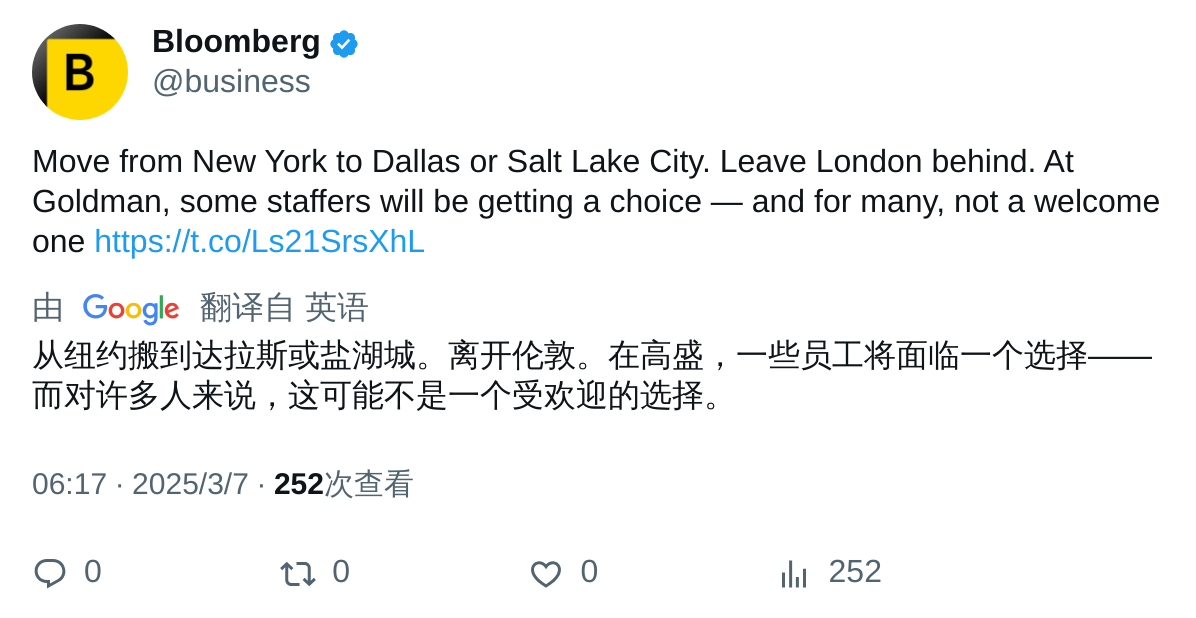 B
Bloomberg
@business
Move from New York to Dallas or Salt Lake City. Leave London behind. At
Goldman, some staffers will be getting a choice — and for many, not a welcome
one https://t.co/Ls21SrsXhL
由 Google 翻译自 英语
从纽约搬到达拉斯或盐湖城。离开伦敦。在高盛，一些员工将面临一个选择——
而对许多人来说，这可能不是一个受欢迎的选择。
06:17 · 2025/3/7 · 252次查看
0 0 0 252